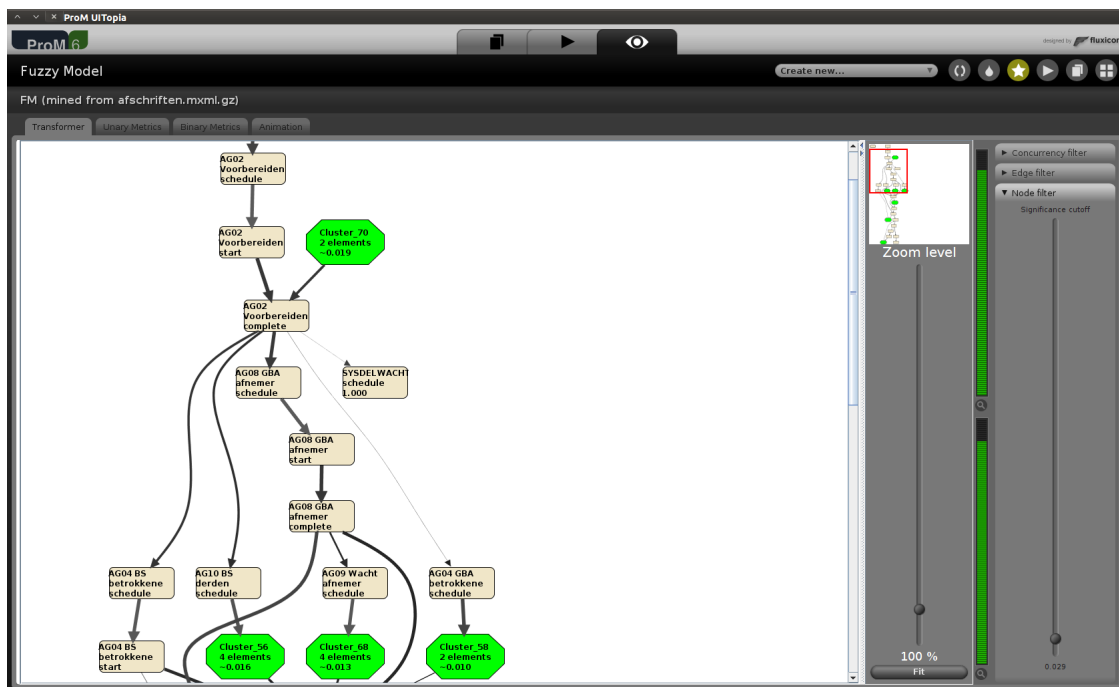 ProM UITopia
ProM 6
designed by fluxicon
Fuzzy Model
Create new...
FM (mined from afschriften.mxml.gz)
Transformer
Unary Metrics
Binary Metrics
Animation
AG02
Voorbereiden
schedule
AG02
Voorbereiden
start
Cluster_70
2 elements
~0.019
AG02
Voorbereiden
complete
AG08 GBA
afnemer
schedule
SYSDELWACHT
schedule
1.000
AG08 GBA
afnemer
start
AG08 GBA
afnemer
complete
AG04 BS
betrokkene
schedule
AG10 BS
derden
schedule
AG09 Wacht
afnemer
schedule
AG04 GBA
betrokkene
schedule
AG04 BS
betrokkene
start
Cluster_56
4 elements
~0.016
Cluster_68
4 elements
~0.013
Cluster_58
2 elements
~0.010
Zoom level
100 %
Fit
Concurrency filter
Edge filter
Node filter
Significance cutoff
0.029